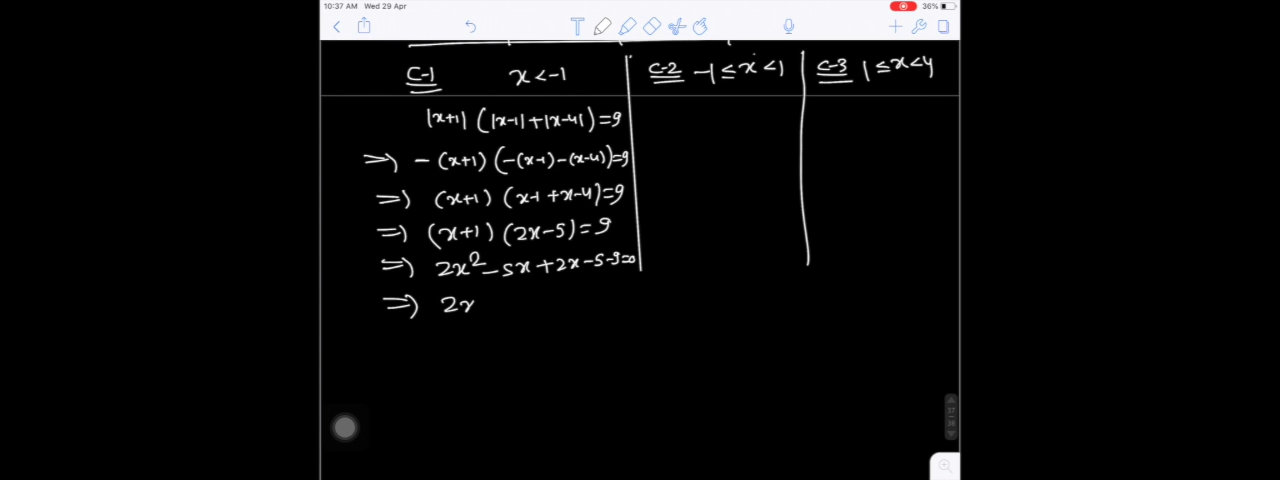 10:37 AM Wed 29 Apr
36%
C-1 x < -1
C-2 -1 ≤ x < 1
C-3 1 ≤ x < 4
|x+1| (|x-1| + |x-4|) = 9
=) - (x+1) (-(x-1) - (x-4)) = 9
=) (x+1) (x-1 + x-4) = 9
=) (x+1) (2x-5) = 9
=) 2x² - 5x + 2x - 5 - 9 = 0
=) 2x
37
38